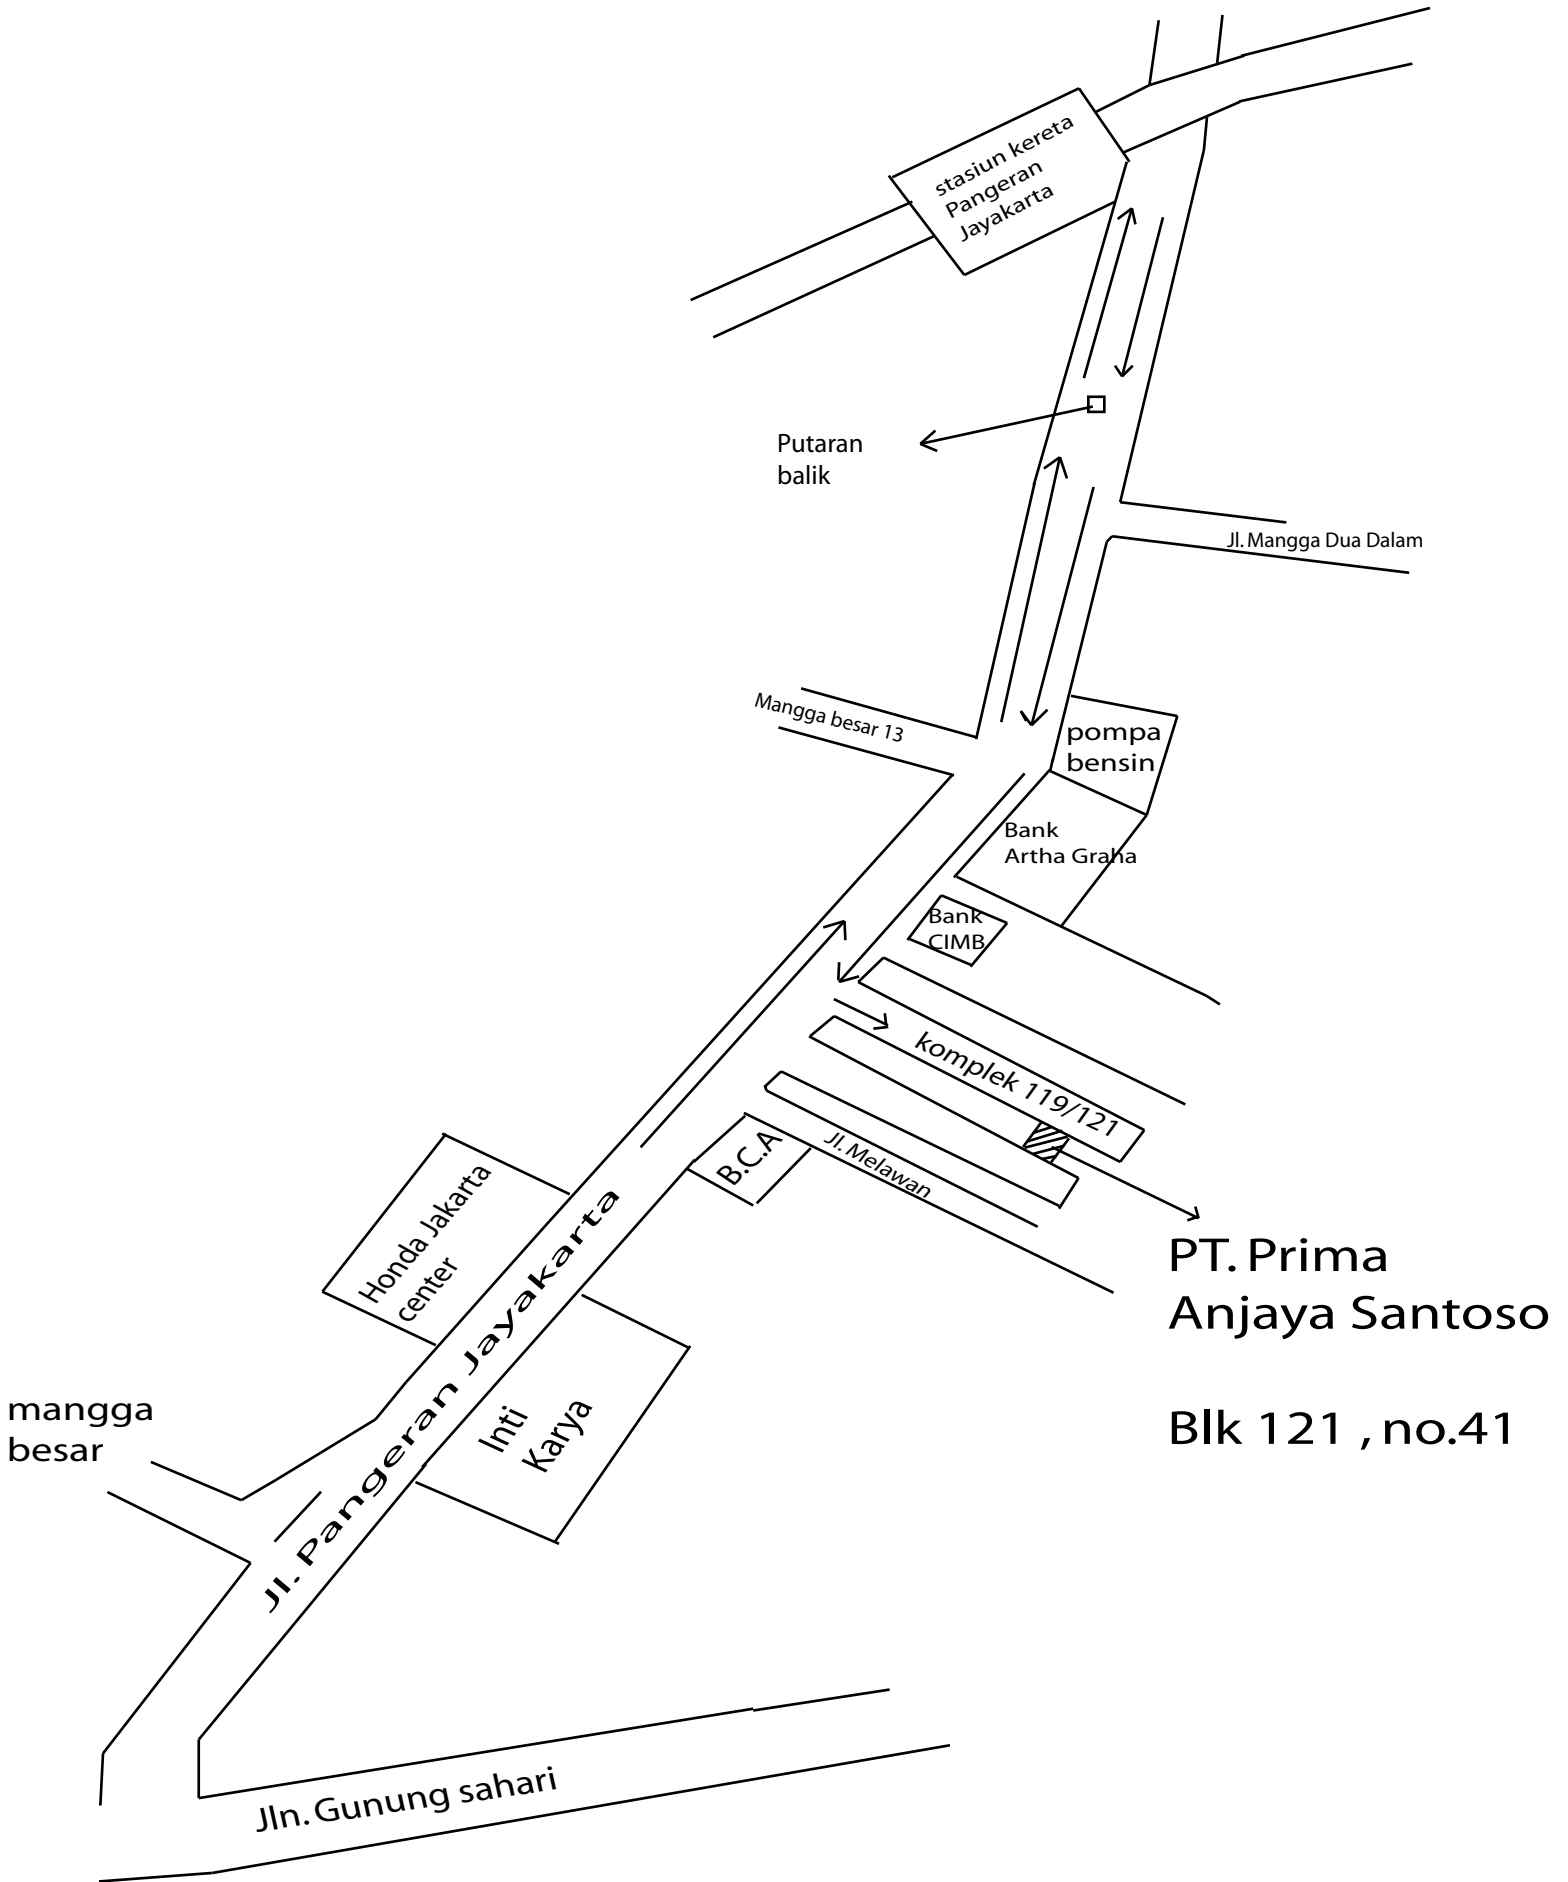 stasiun kereta
Pangeran
Jayakarta
Putaran
balik
Jl. Mangga Dua Dalam
Mangga besar 13
pompa
bensin
Bank
Artha Graha
Bank
CIMB
komplek 119/121
B.C.A
Jl. Melawan
Honda Jakarta
center
Jl. Pangeran Jayakarta
PT. Prima
Anjaya Santoso
Blk 121 , no.41
Inti
Karya
mangga
besar
Jln. Gunung sahari